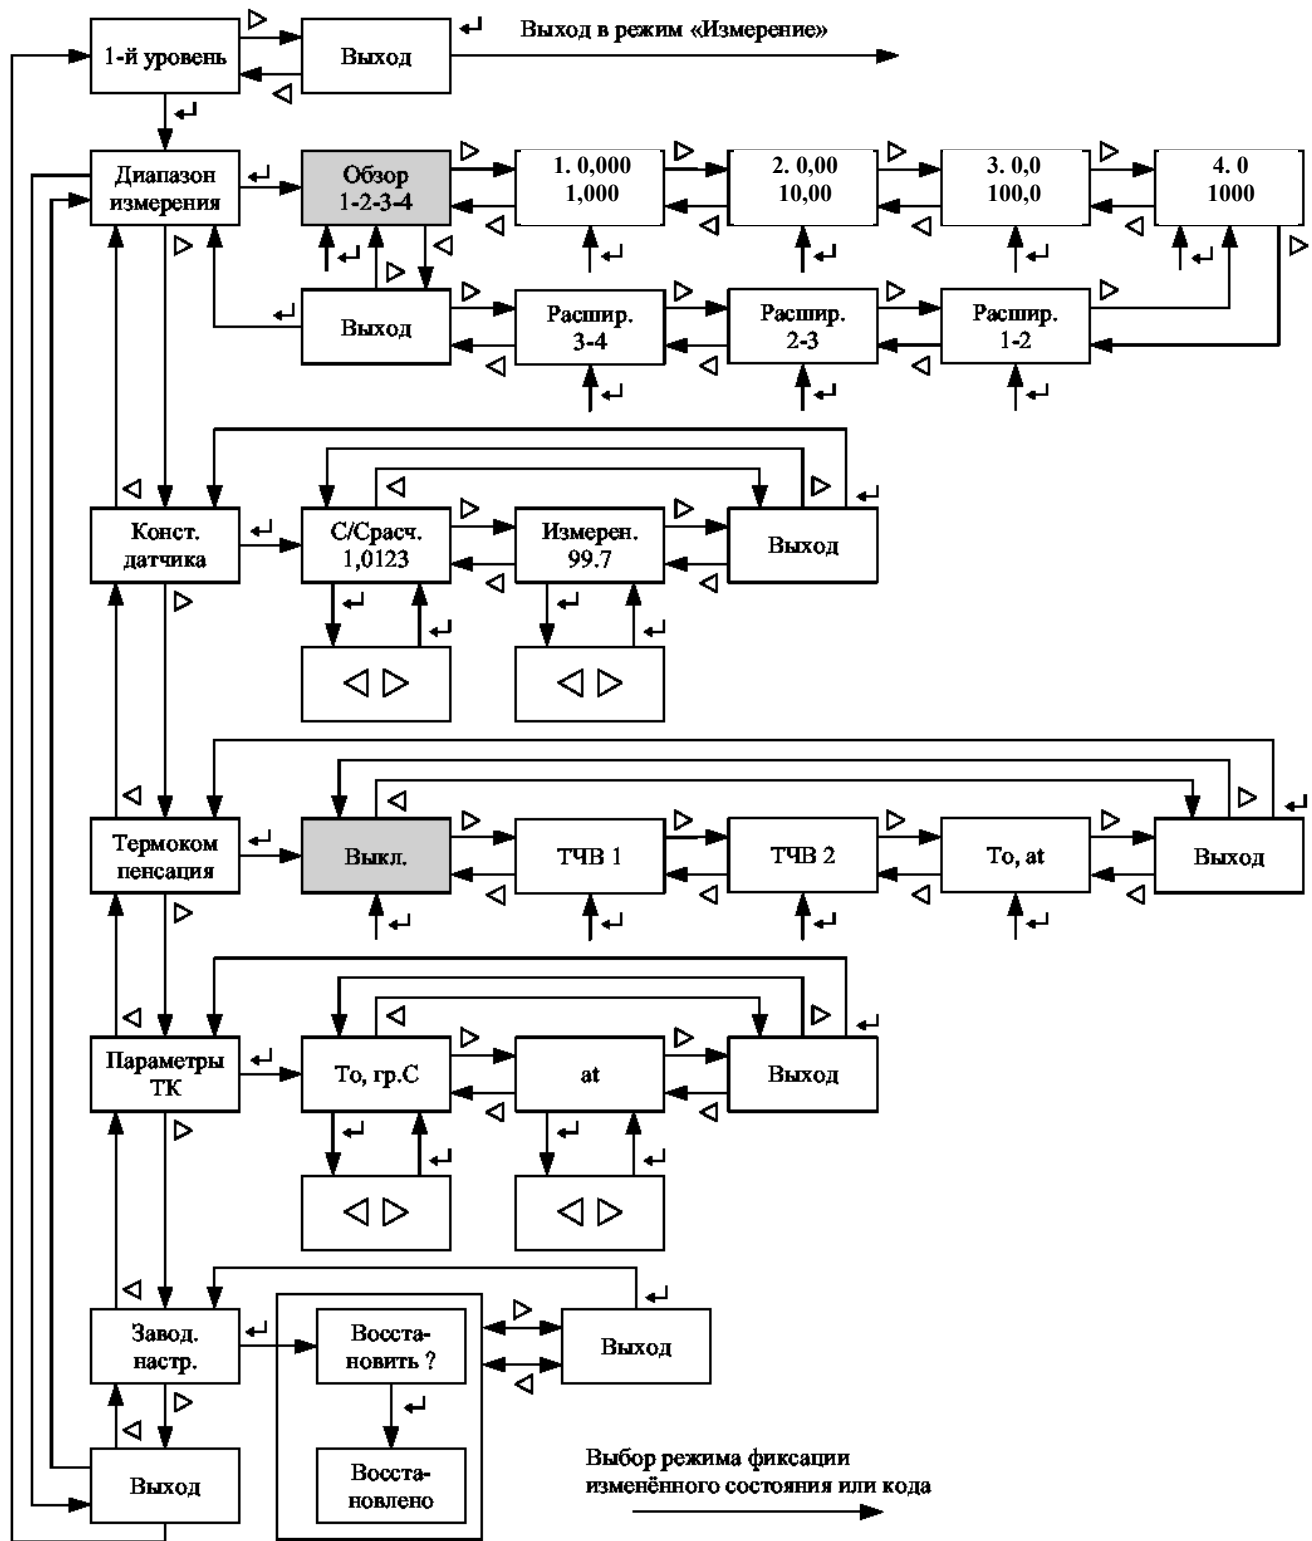 Выход в режим «Измерение»
1-й уровень
Выход
Диапазон
измерения
Обзор
1-2-3-4
1. 0,000
1,000
2. 0,00
10,00
3. 0,0
100,0
4. 0
1000
Выход
Расшир.
3-4
Расшир.
2-3
Расшир.
1-2
Конст.
датчика
С/Срасч.
1,0123
Измерен.
99.7
Выход
Термоком
пенсация
Выкл.
ТЧВ 1
ТЧВ 2
То, at
Выход
Параметры
ТК
То, гр.С
at
Выход
Завод.
настр.
Восста-
новить ?
Выход
Восста-
новлено
Выход
Выбор режима фиксации
изменённого состояния или кода